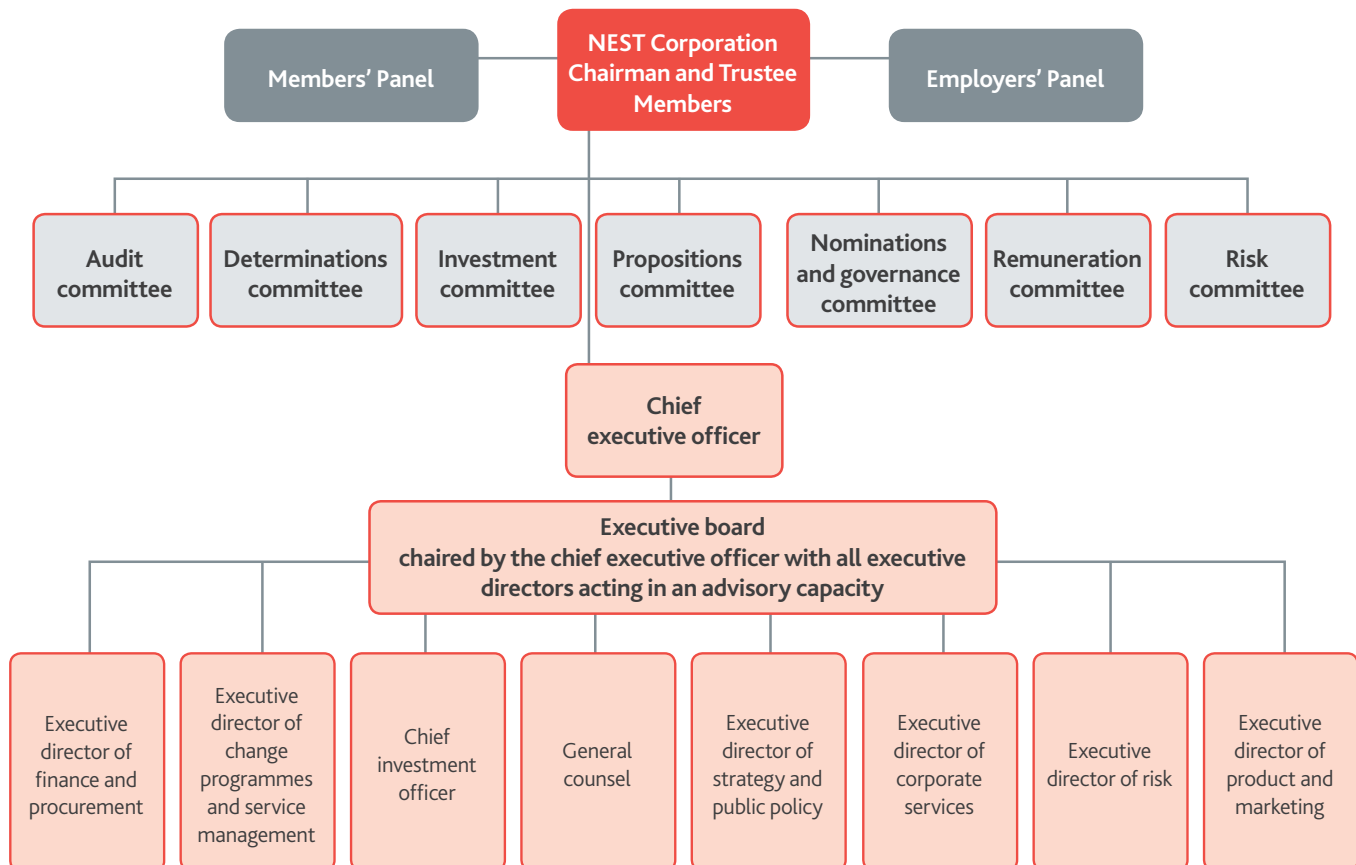 Members’ Panel
NEST Corporation
Chairman and Trustee
Members
Employers’ Panel
Audit
committee
Determinations
committee
Investment
committee
Propositions
committee
Nominations
and governance
committee
Remuneration
committee
Risk
committee
Chief
executive officer
Executive board
chaired by the chief executive officer with all executive
directors acting in an advisory capacity
Executive
director of
finance and
procurement
Executive
director of
change
programmes
and service
management
Chief
investment
officer
General
counsel
Executive
director of
strategy and
public policy
Executive
director of
corporate
services
Executive
director of risk
Executive
director of
product and
marketing